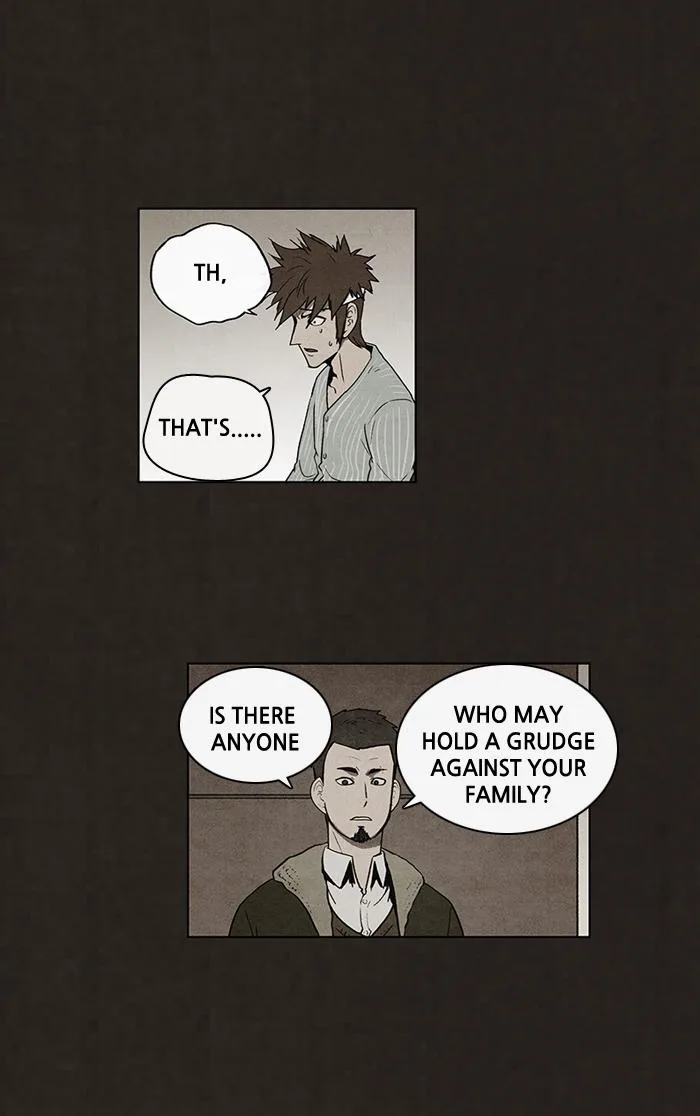 TH,
THAT'S.....
IS THERE
ANYONE
WHO MAY
HOLD A GRUDGE
AGAINST YOUR
FAMILY?